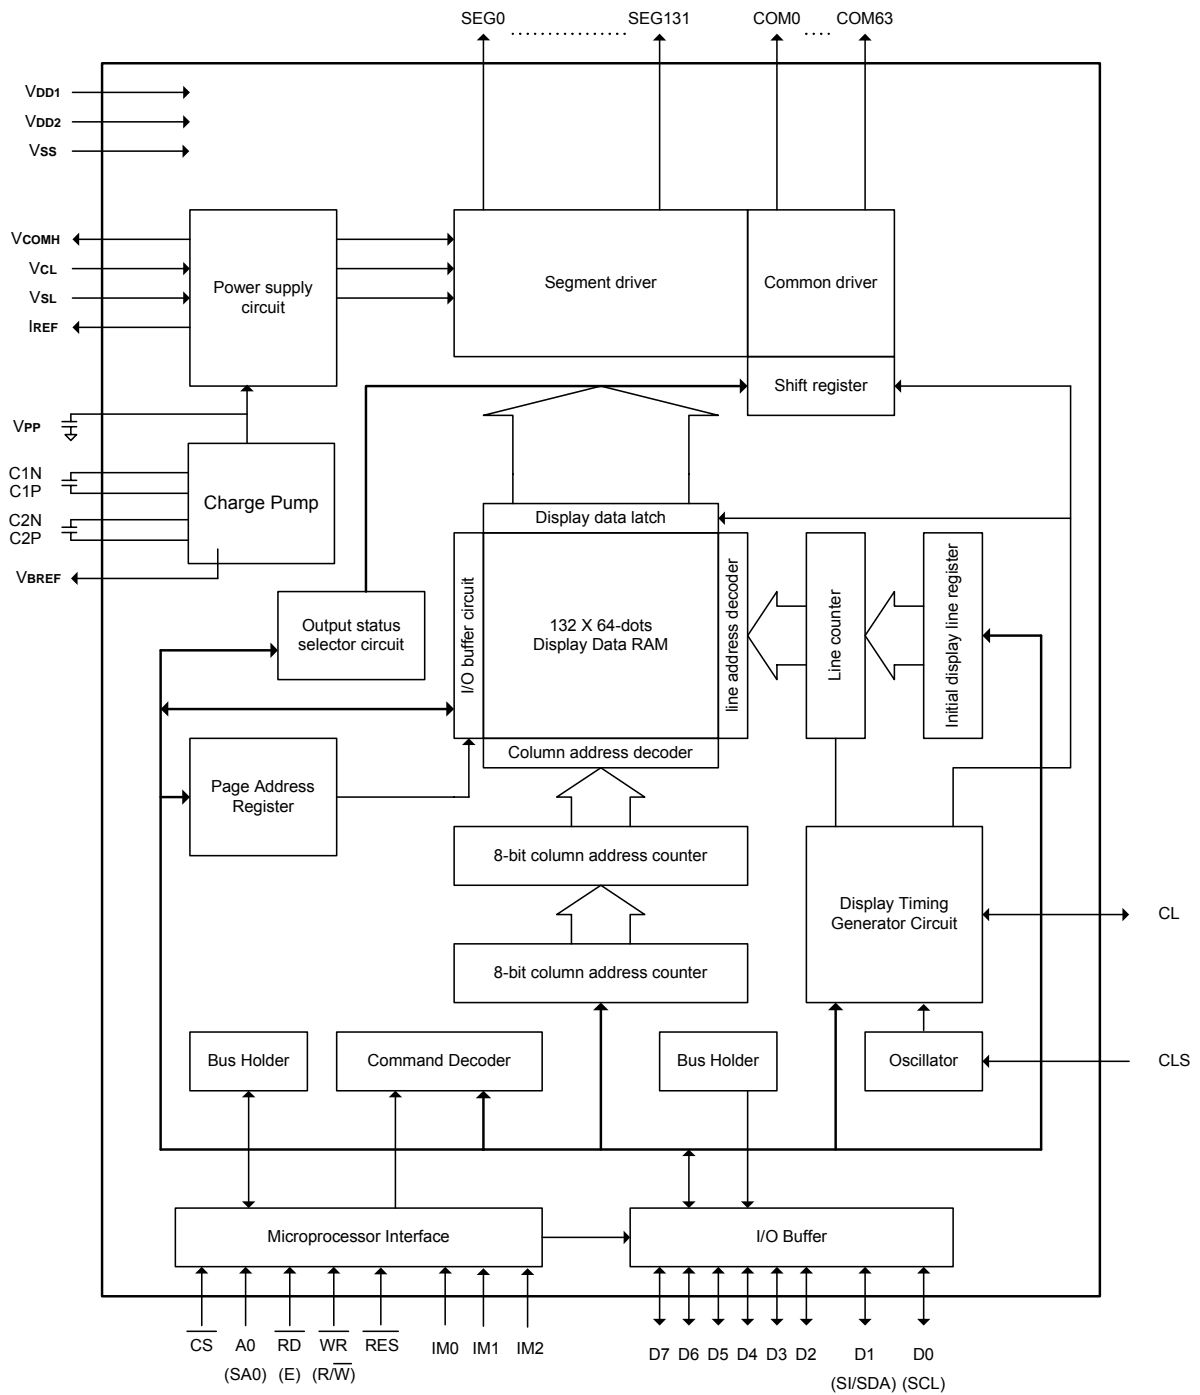 SEG0 SEG131 COM0 COM63
VDD1
VDD2
VSS
VCOMH
VCL
VSL
IREF
Power supply
circuit
Segment driver
Common driver
Shift register
VPP
C1N
C1P
C2N
C2P
VBREF
Charge Pump
Display data latch
Output status
selector circuit
I/O buffer circuit
132 X 64-dots
Display Data RAM
line address decoder
Line counter
Initial display line register
Column address decoder
Page Address
Register
8-bit column address counter
Display Timing
Generator Circuit
CL
8-bit column address counter
Bus Holder
Command Decoder
Bus Holder
Oscillator
CLS
Microprocessor Interface
I/O Buffer
C̅S̅ A0 R̅D̅ W̅R̅ R̅E̅S̅ IM0 IM1 IM2 D7 D6 D5 D4 D3 D2 D1 D0
(SA0) (E) (R/W̅) (SI/SDA) (SCL)